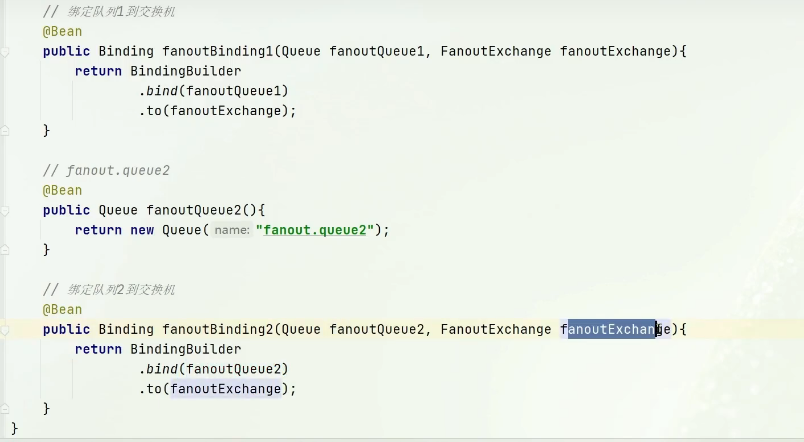 // 绑定队列1到交换机
@Bean
public Binding fanoutBinding1(Queue fanoutQueue1, FanoutExchange fanoutExchange){
return BindingBuilder
.bind(fanoutQueue1)
.to(fanoutExchange);
}
// fanout.queue2
@Bean
public Queue fanoutQueue2(){
return new Queue( name: "fanout.queue2");
}
// 绑定队列2到交换机
@Bean
public Binding fanoutBinding2(Queue fanoutQueue2, FanoutExchange fanoutExchange){
return BindingBuilder
.bind(fanoutQueue2)
.to(fanoutExchange);
}
}